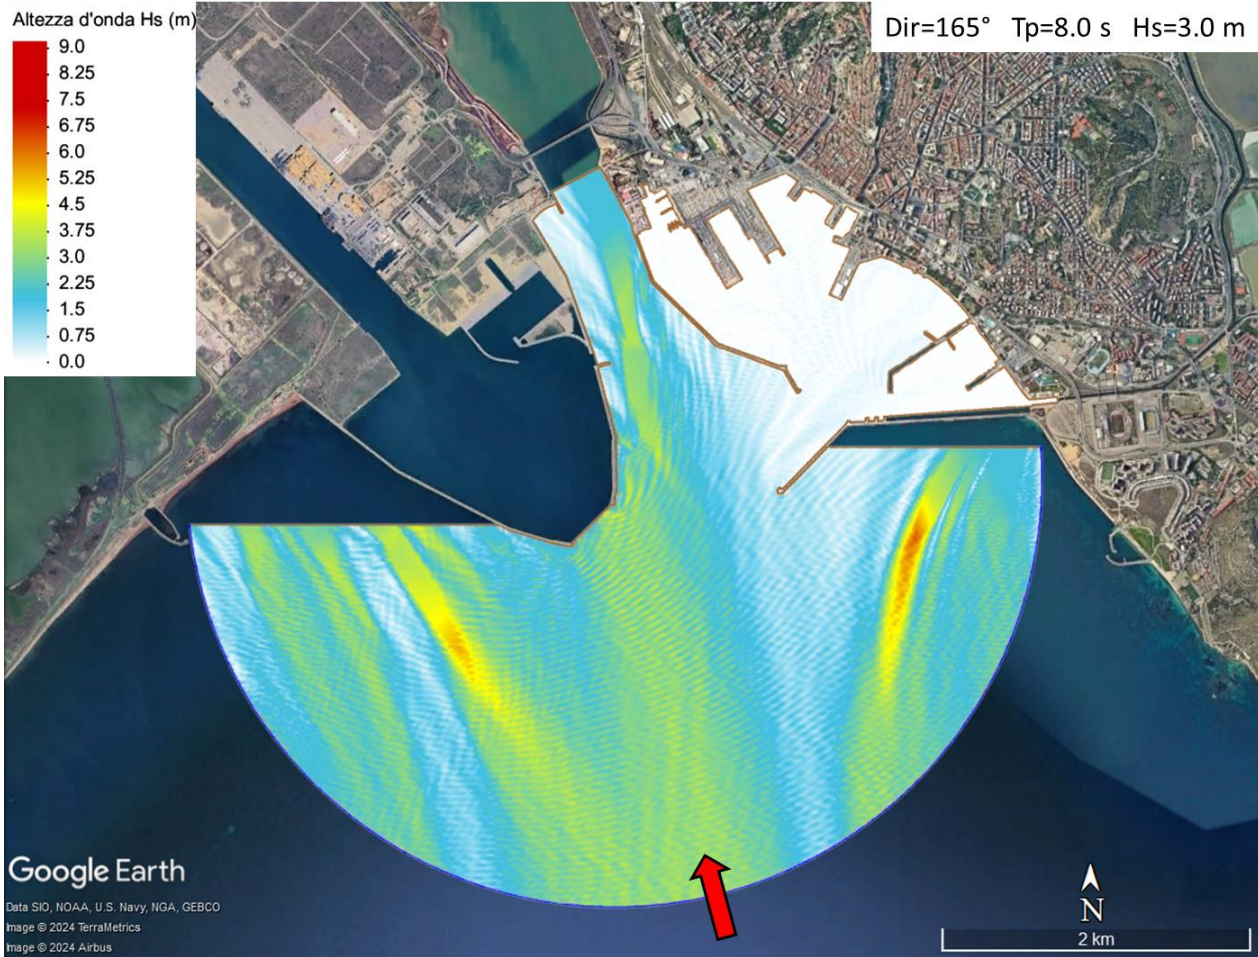 Altezza d'onda Hs (m)
9.0
8.25
7.5
6.75
6.0
5.25
4.5
3.75
3.0
2.25
1.5
0.75
0.0
Dir=165° Tp=8.0 s Hs=3.0 m
Google Earth
Data SIO, NOAA, U.S. Navy, NGA, GEBCO
Image © 2024 TerraMetrics
Image © 2024 Airbus
N
2 km